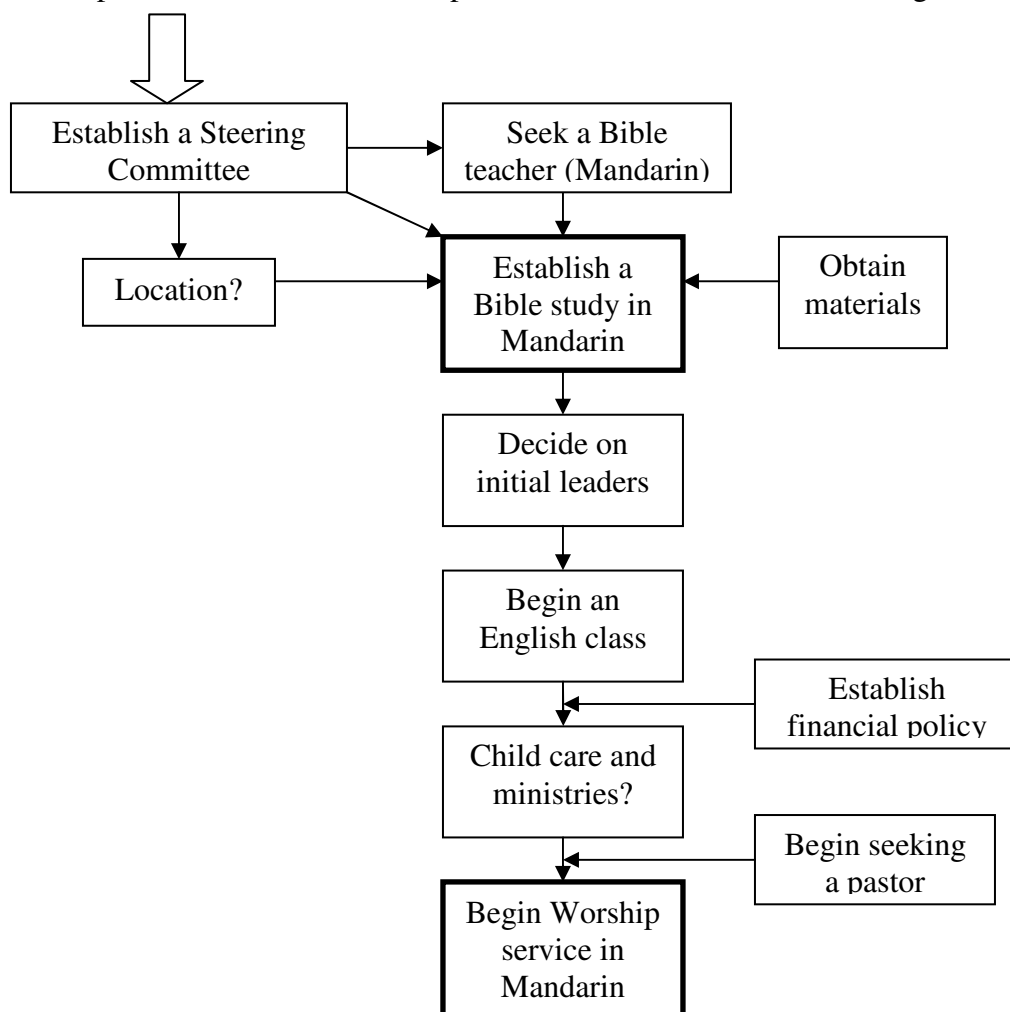 Establish a Steering
Committee
Seek a Bible
teacher (Mandarin)
Location?
Establish a
Bible study in
Mandarin
Obtain
materials
Decide on
initial leaders
Begin an
English class
Establish
financial policy
Child care and
ministries?
Begin seeking
a pastor
Begin Worship
service in
Mandarin